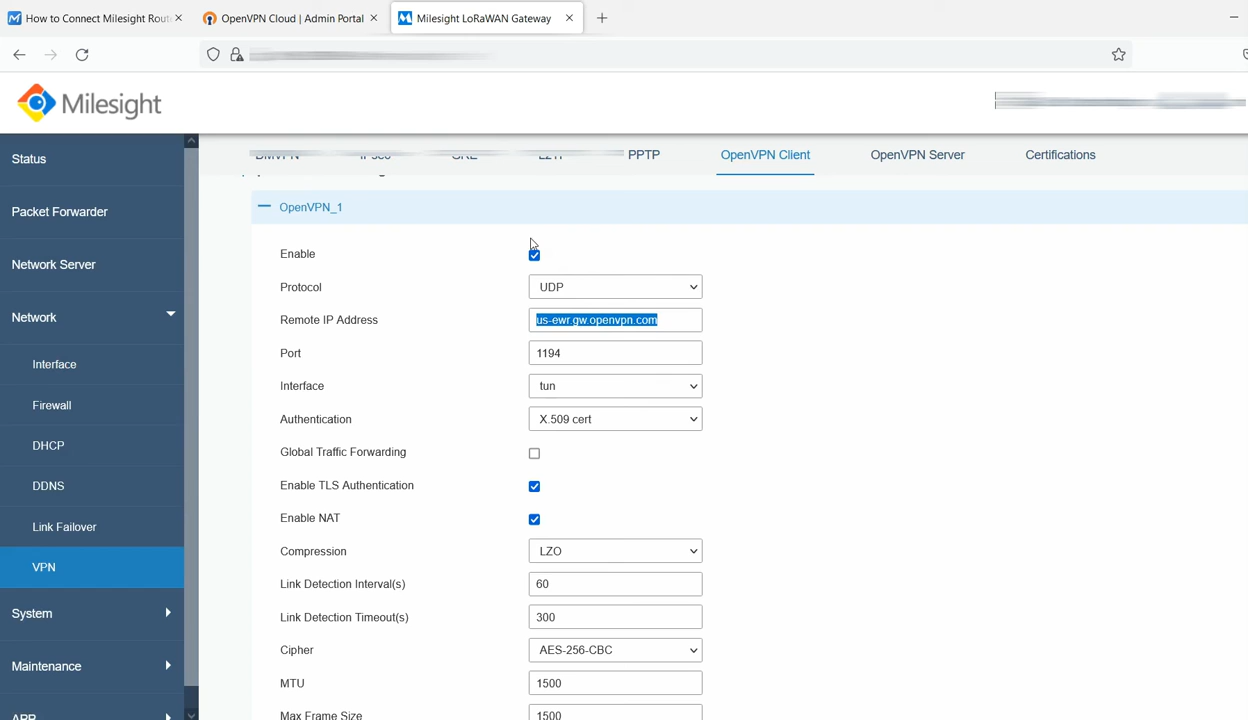 How to Connect Milesight Rout
OpenVPN Cloud | Admin Portal
Milesight LoRaWAN Gateway
Milesight
Status
Packet Forwarder
Network Server
Network
Interface
Firewall
DHCP
DDNS
Link Failover
VPN
System
Maintenance
APP
PPTP
OpenVPN Client
OpenVPN Server
Certifications
OpenVPN_1
Enable
Protocol UDP
Remote IP Address us-ewr.gw.openvpn.com
Port 1194
Interface tun
Authentication X.509 cert
Global Traffic Forwarding
Enable TLS Authentication
Enable NAT
Compression LZO
Link Detection Interval(s) 60
Link Detection Timeout(s) 300
Cipher AES-256-CBC
MTU 1500
Max Frame Size 1500